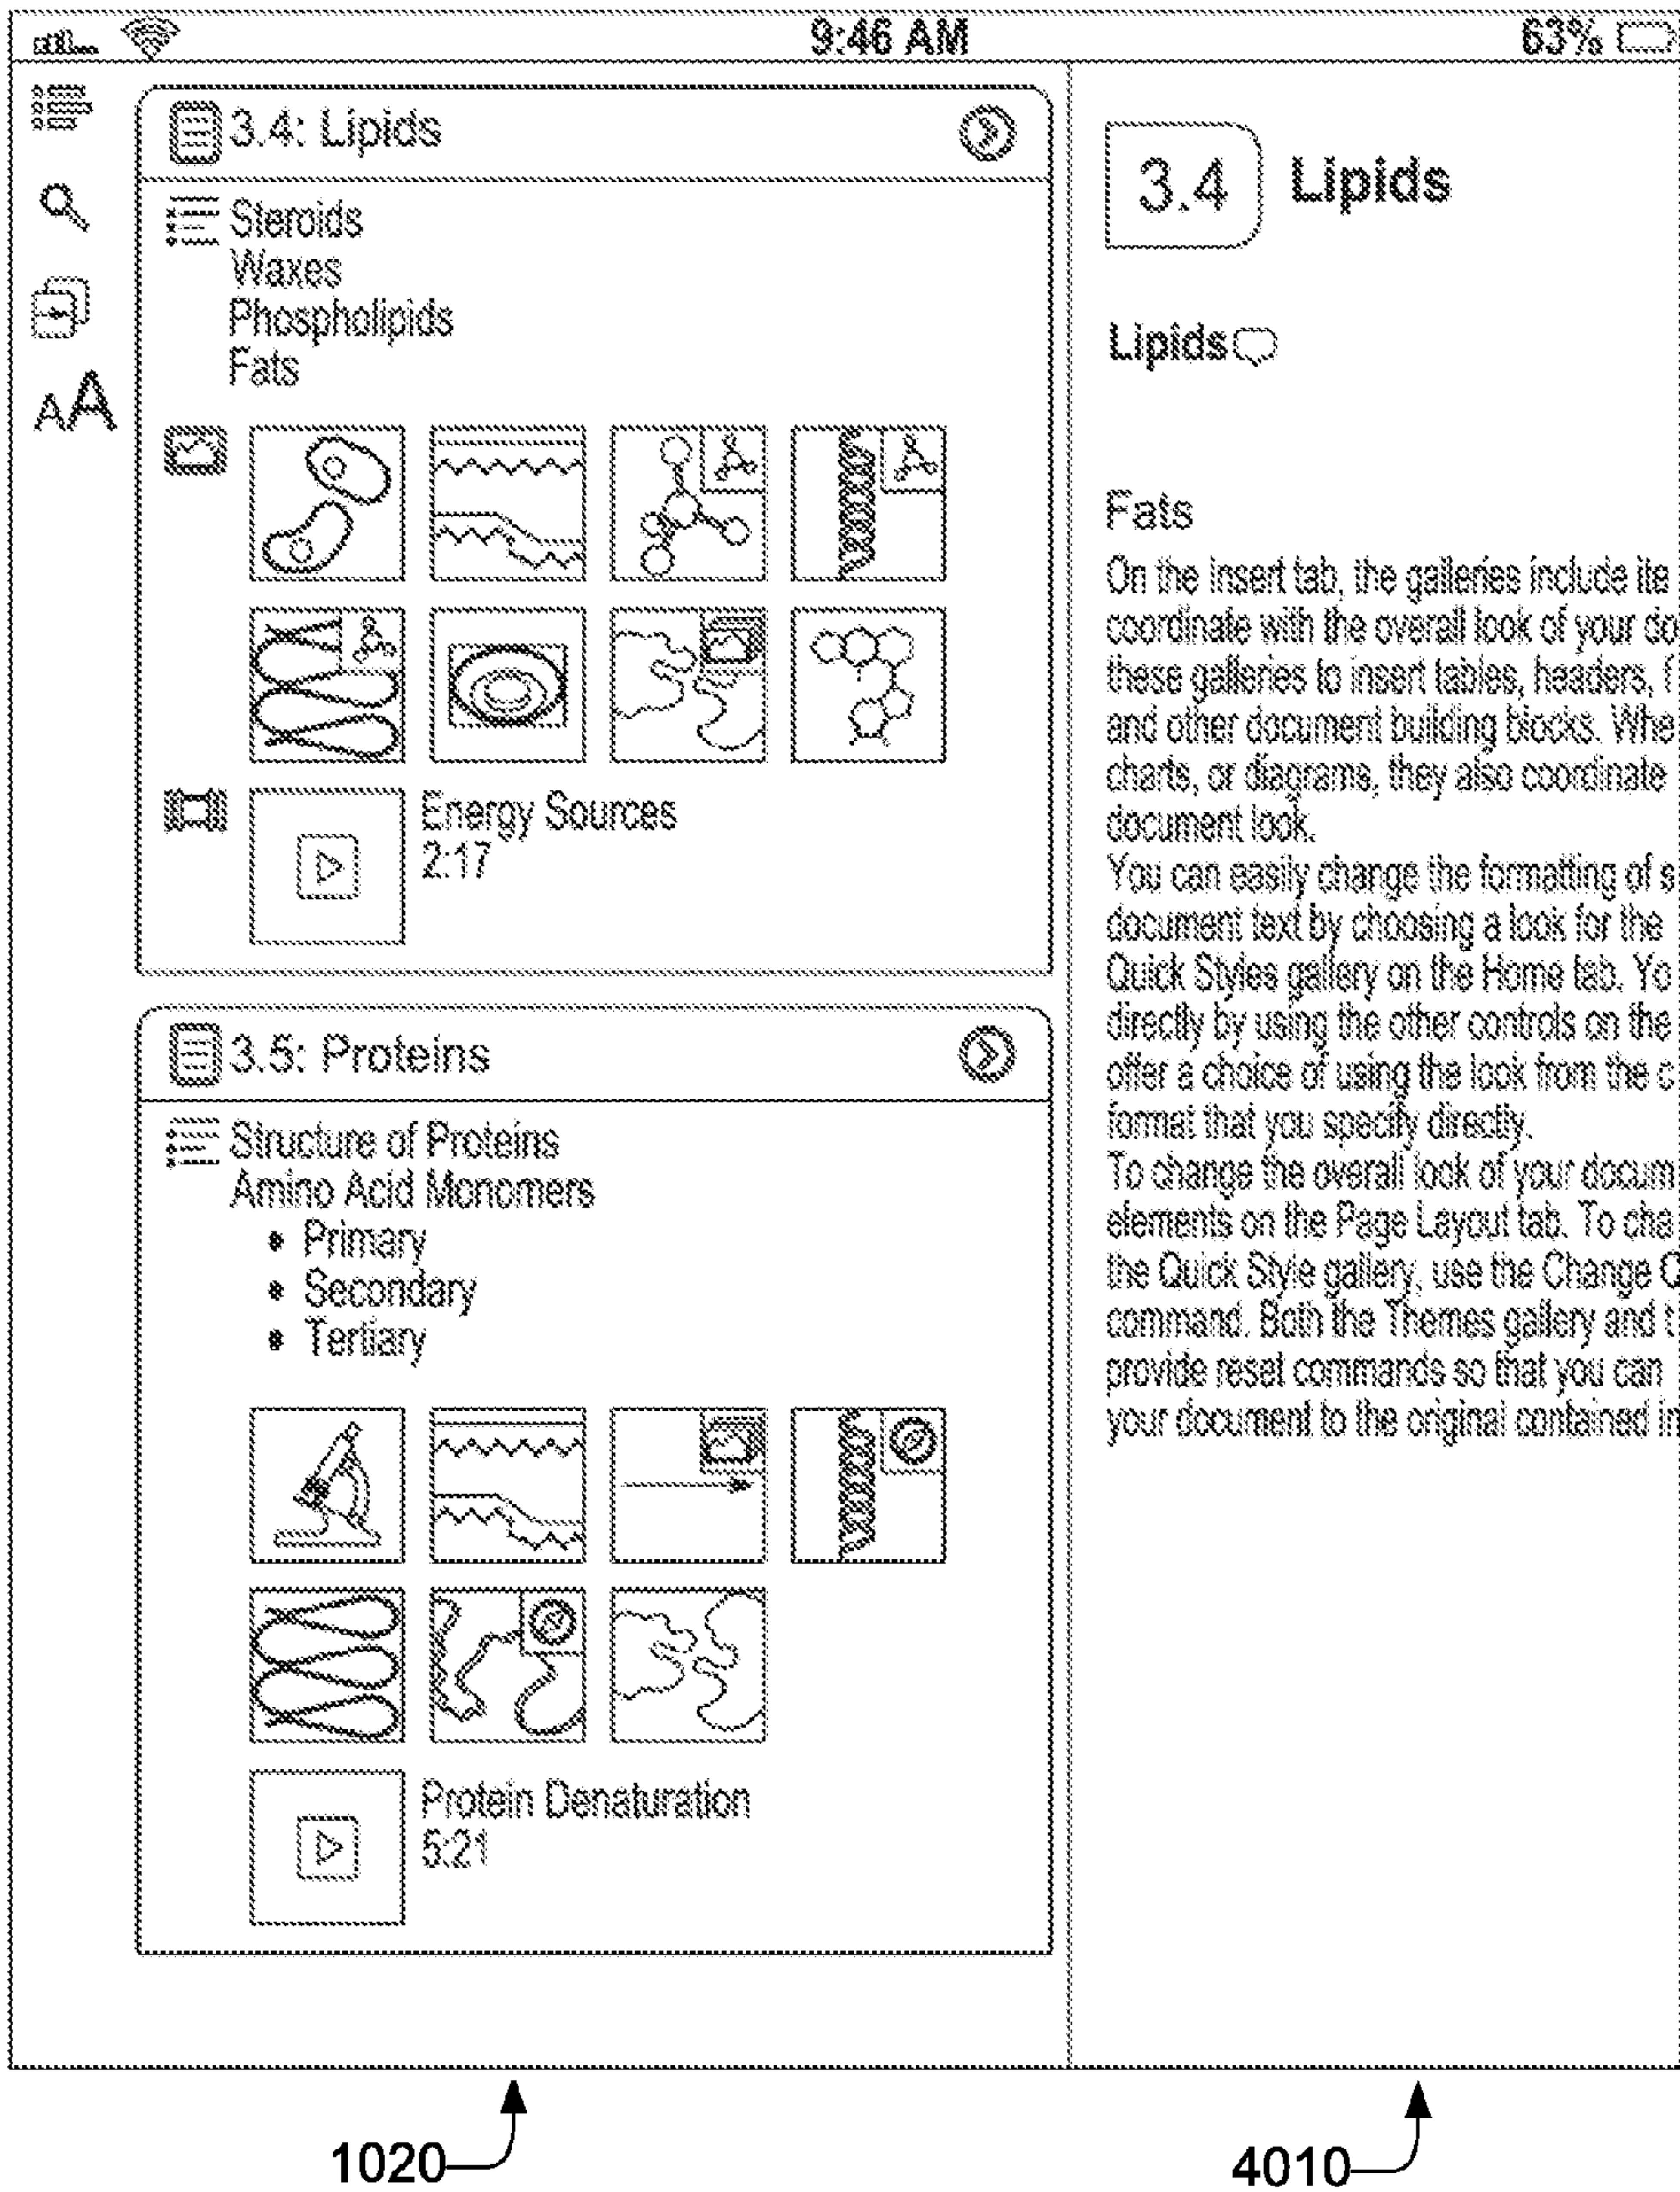 9:46 AM
63%
AA
3.4: Lipids
Steroids
Waxes
Phospholipids
Fats
Energy Sources
2:17
3.5: Proteins
Structure of Proteins
Amino Acid Monomers
• Primary
• Secondary
• Tertiary
Protein Denaturation
5:21
3.4 Lipids
Lipids
Fats
On the Insert tab, the galleries include ite
coordinate with the overall look of your do
these galleries to insert tables, headers, f
and other document building blocks. Whe
charts, or diagrams, they also coordinate
document look.
You can easily change the formatting of s
document text by choosing a look for the
Quick Styles gallery on the Home tab. Yo
directly by using the other controls on the
offer a choice of using the look from the c
format that you specify directly.
To change the overall look of your docum
elements on the Page Layout tab. To cha
the Quick Style gallery, use the Change Q
command. Both the Themes gallery and t
provide reset commands so that you can
your document to the original contained in
1020
4010